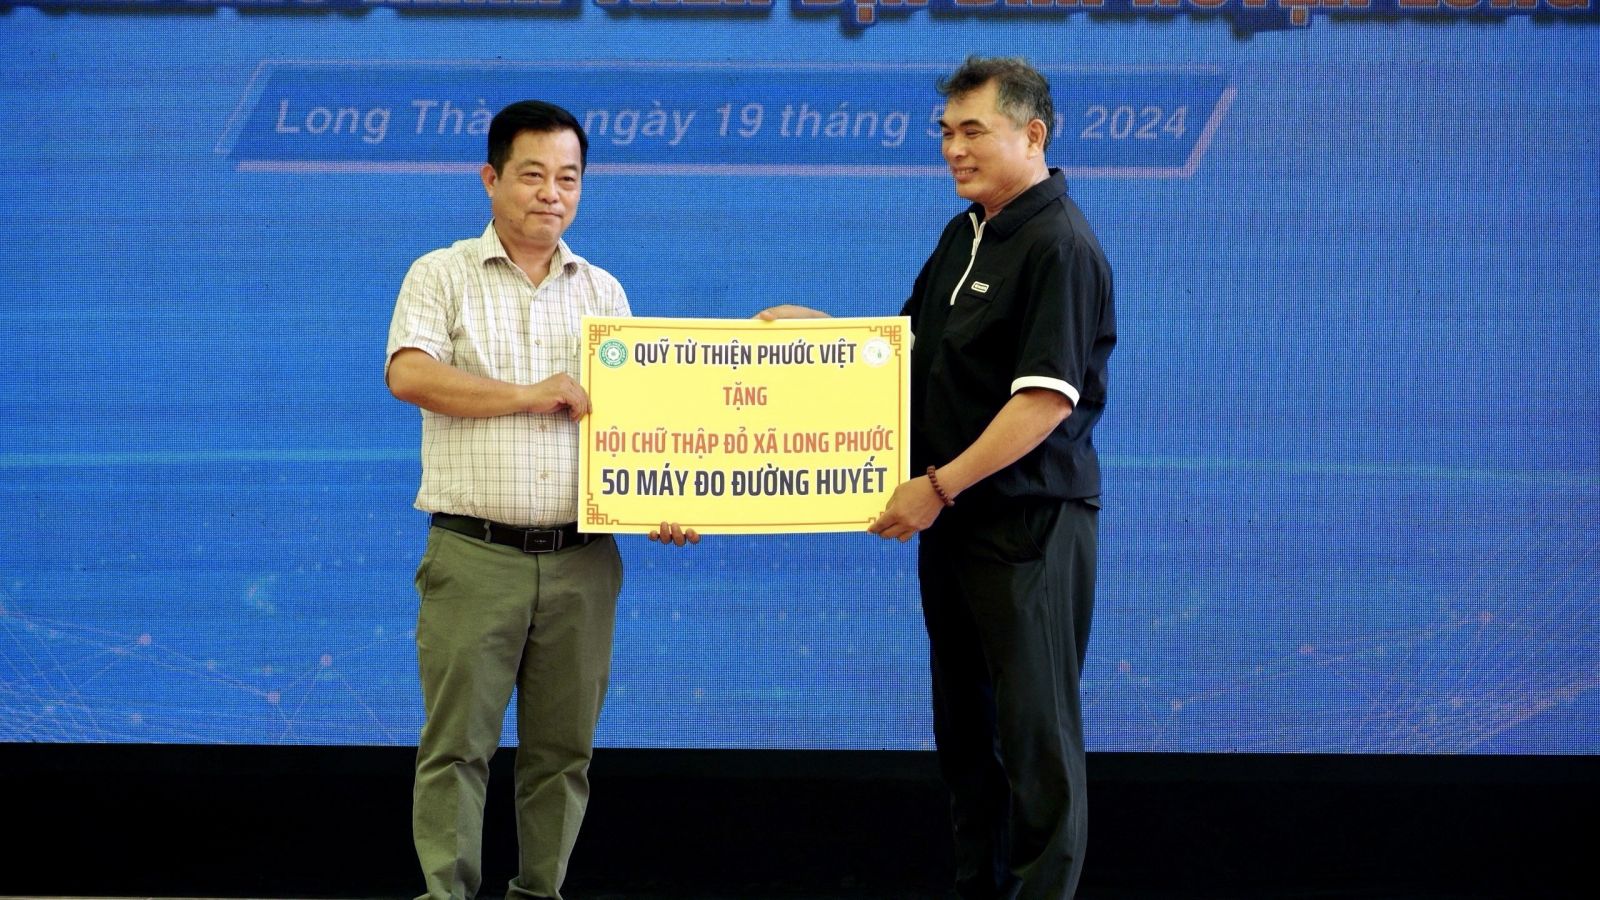 Long Thà ngày 19 tháng 5 2024
QUỸ TỪ THIỆN PHƯỚC VIỆT
TẶNG
HỘI CHỮ THẬP ĐỎ XÃ LONG PHƯỚC
50 MÁY ĐO ĐƯỜNG HUYẾT